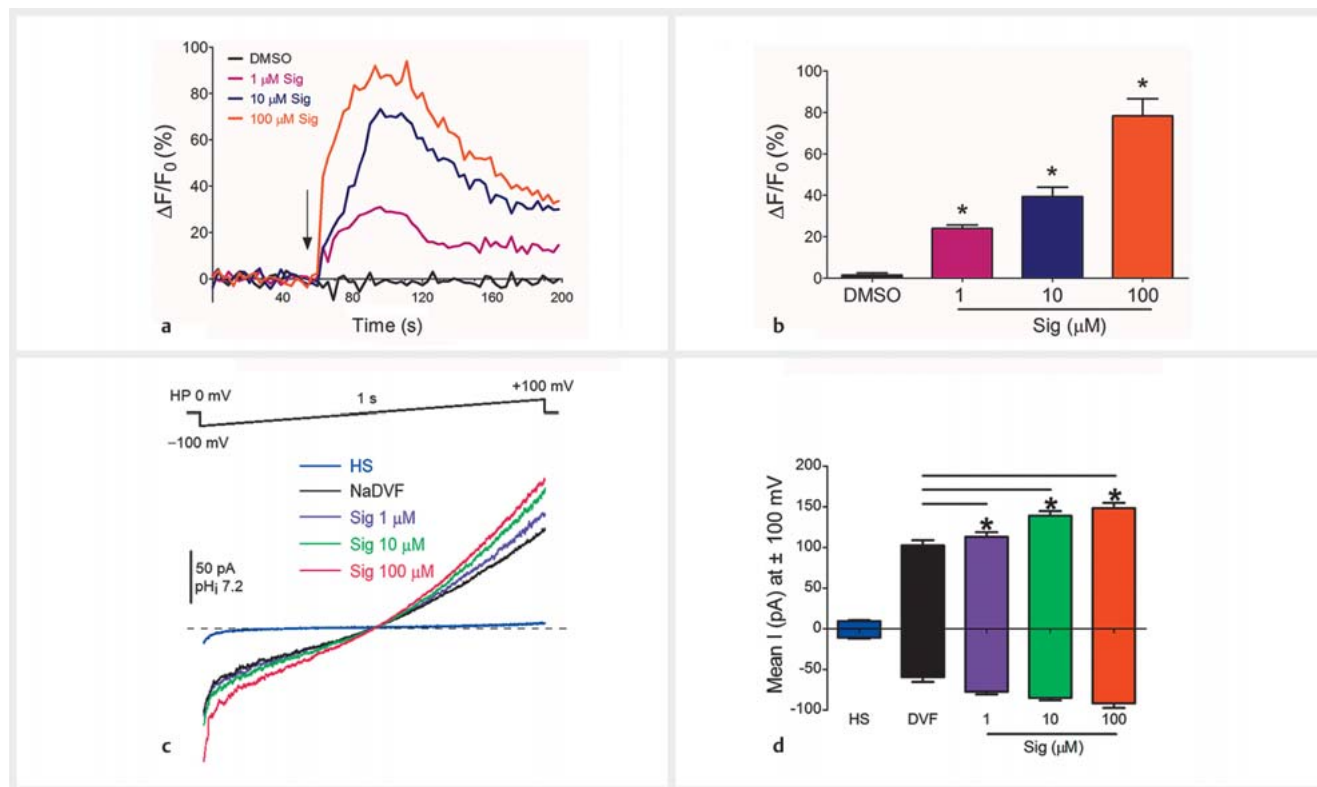 100
80
60
40
20
0
ΔF/F0 (%)
DMSO
1 μM Sig
10 μM Sig
100 μM Sig
40
80
120
160
200
Time (s)
a
100
80
60
40
20
0
ΔF/F0 (%)
*
*
*
DMSO
1
10
100
Sig (μM)
b
HP 0 mV
1 s
+100 mV
−100 mV
HS
NaDVF
Sig 1 μM
Sig 10 μM
Sig 100 μM
50 pA
pHi 7.2
c
200
150
100
50
0
-50
-100
Mean I (pA) at ± 100 mV
*
*
*
HS
DVF
1
10
100
Sig (μM)
d